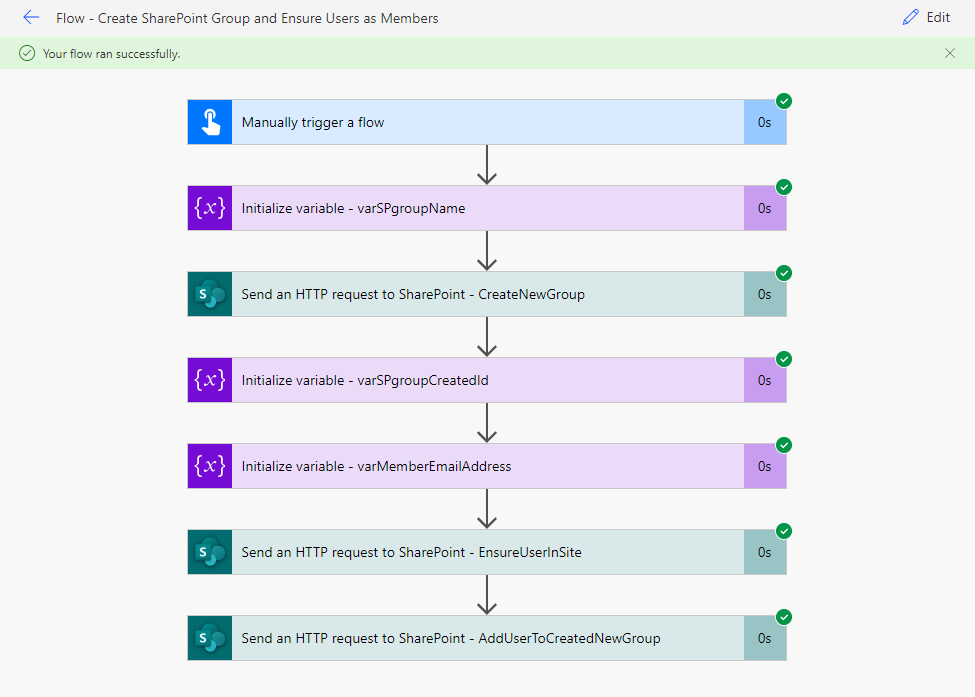 Flow - Create SharePoint Group and Ensure Users as Members
Edit
Your flow ran successfully.
Manually trigger a flow 0s
{x} Initialize variable - varSPgroupName 0s
S Send an HTTP request to SharePoint - CreateNewGroup 0s
{x} Initialize variable - varSPgroupCreatedId 0s
{x} Initialize variable - varMemberEmailAddress 0s
S Send an HTTP request to SharePoint - EnsureUserInSite 0s
S Send an HTTP request to SharePoint - AddUserToCreatedNewGroup 0s